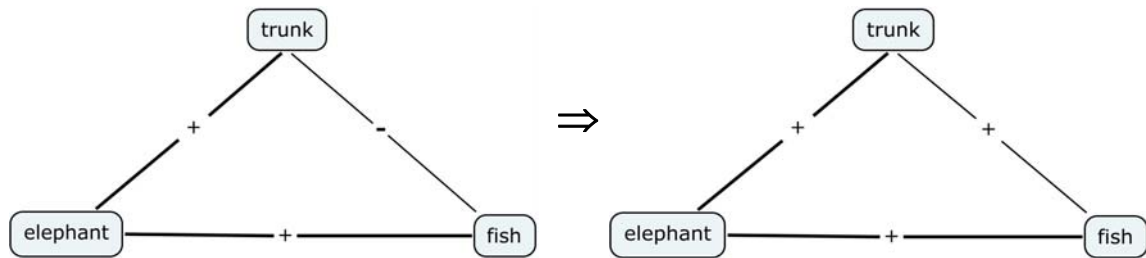 trunk trunk
+ - ⇒ + +
elephant + fish elephant + fish